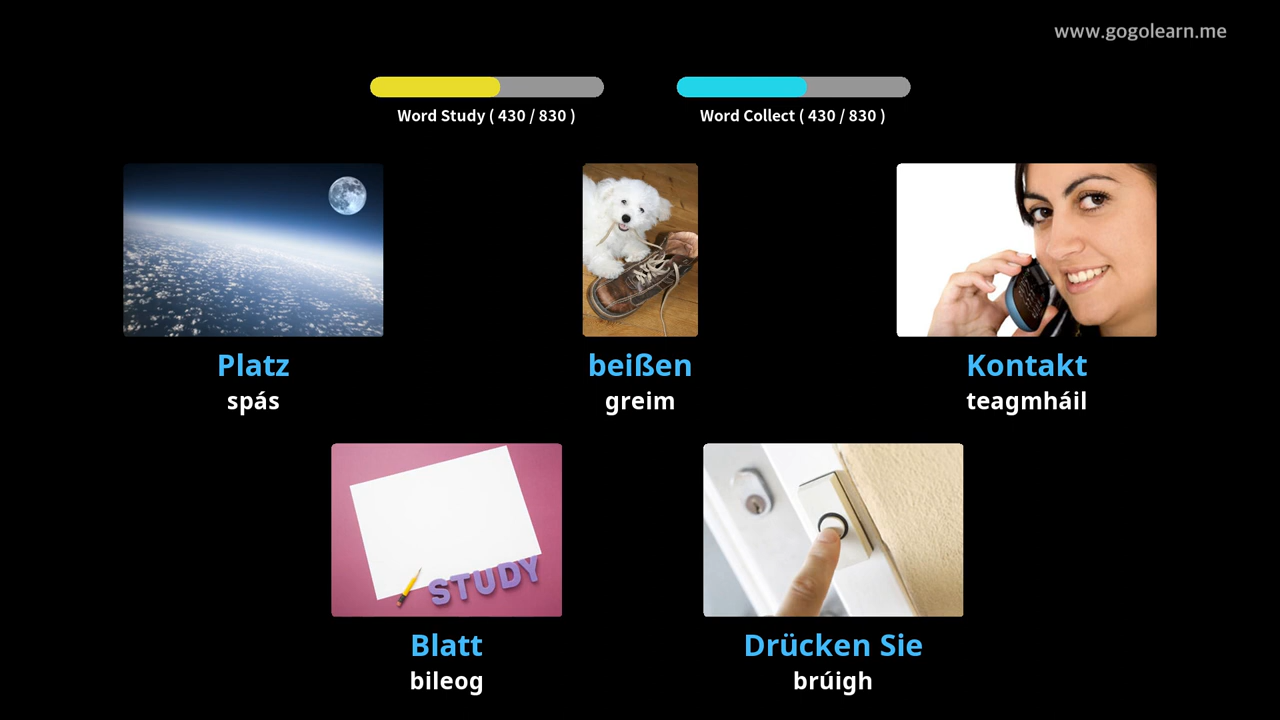 www.gogolearn.me
Word Study ( 430 / 830 )
Word Collect ( 430 / 830 )
Platz
spás
beißen
greim
Kontakt
teagmháil
STUDY
Blatt
bileog
Drücken Sie
brúigh